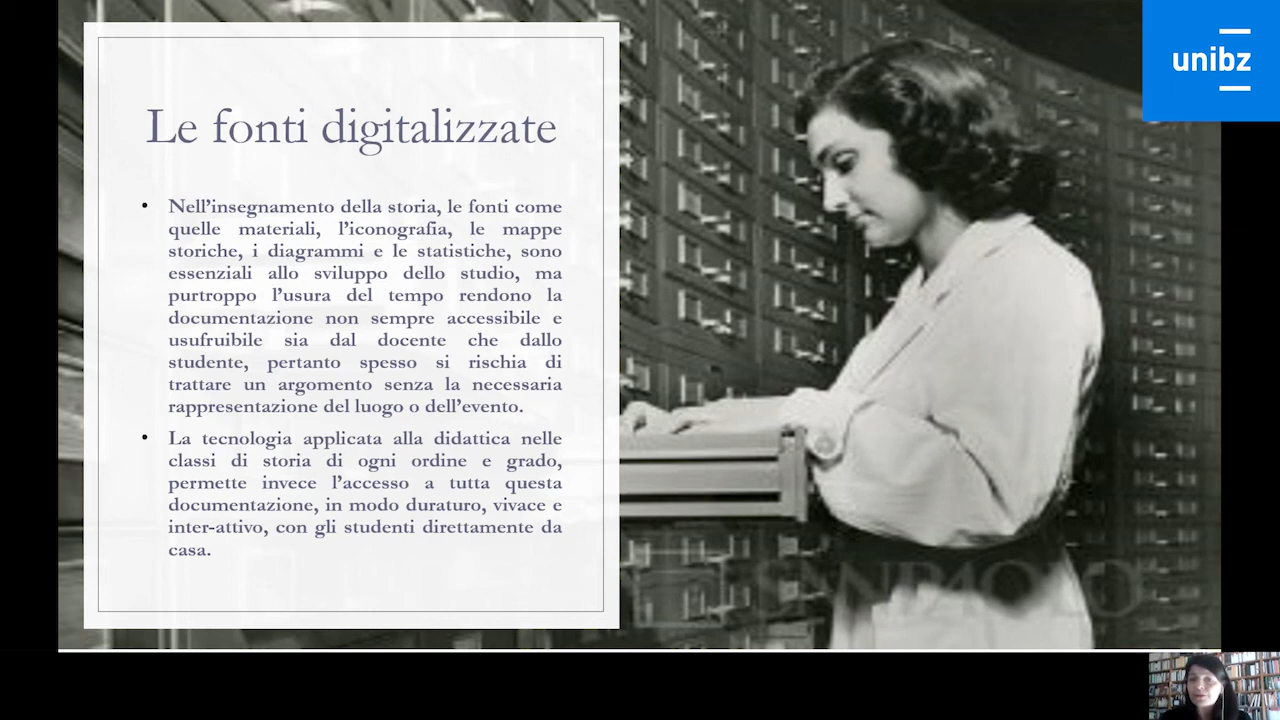 unibz
Le fonti digitalizzate
• Nell’insegnamento della storia, le fonti come
quelle materiali, l’iconografia, le mappe
storiche, i diagrammi e le statistiche, sono
essenziali allo sviluppo dello studio, ma
purtroppo l’usura del tempo rendono la
documentazione non sempre accessibile e
usufruibile sia dal docente che dallo
studente, pertanto spesso si rischia di
trattare un argomento senza la necessaria
rappresentazione del luogo o dell’evento.
• La tecnologia applicata alla didattica nelle
classi di storia di ogni ordine e grado,
permette invece l’accesso a tutta questa
documentazione, in modo duraturo, vivace e
inter-attivo, con gli studenti direttamente da
casa.
SANPAOLO